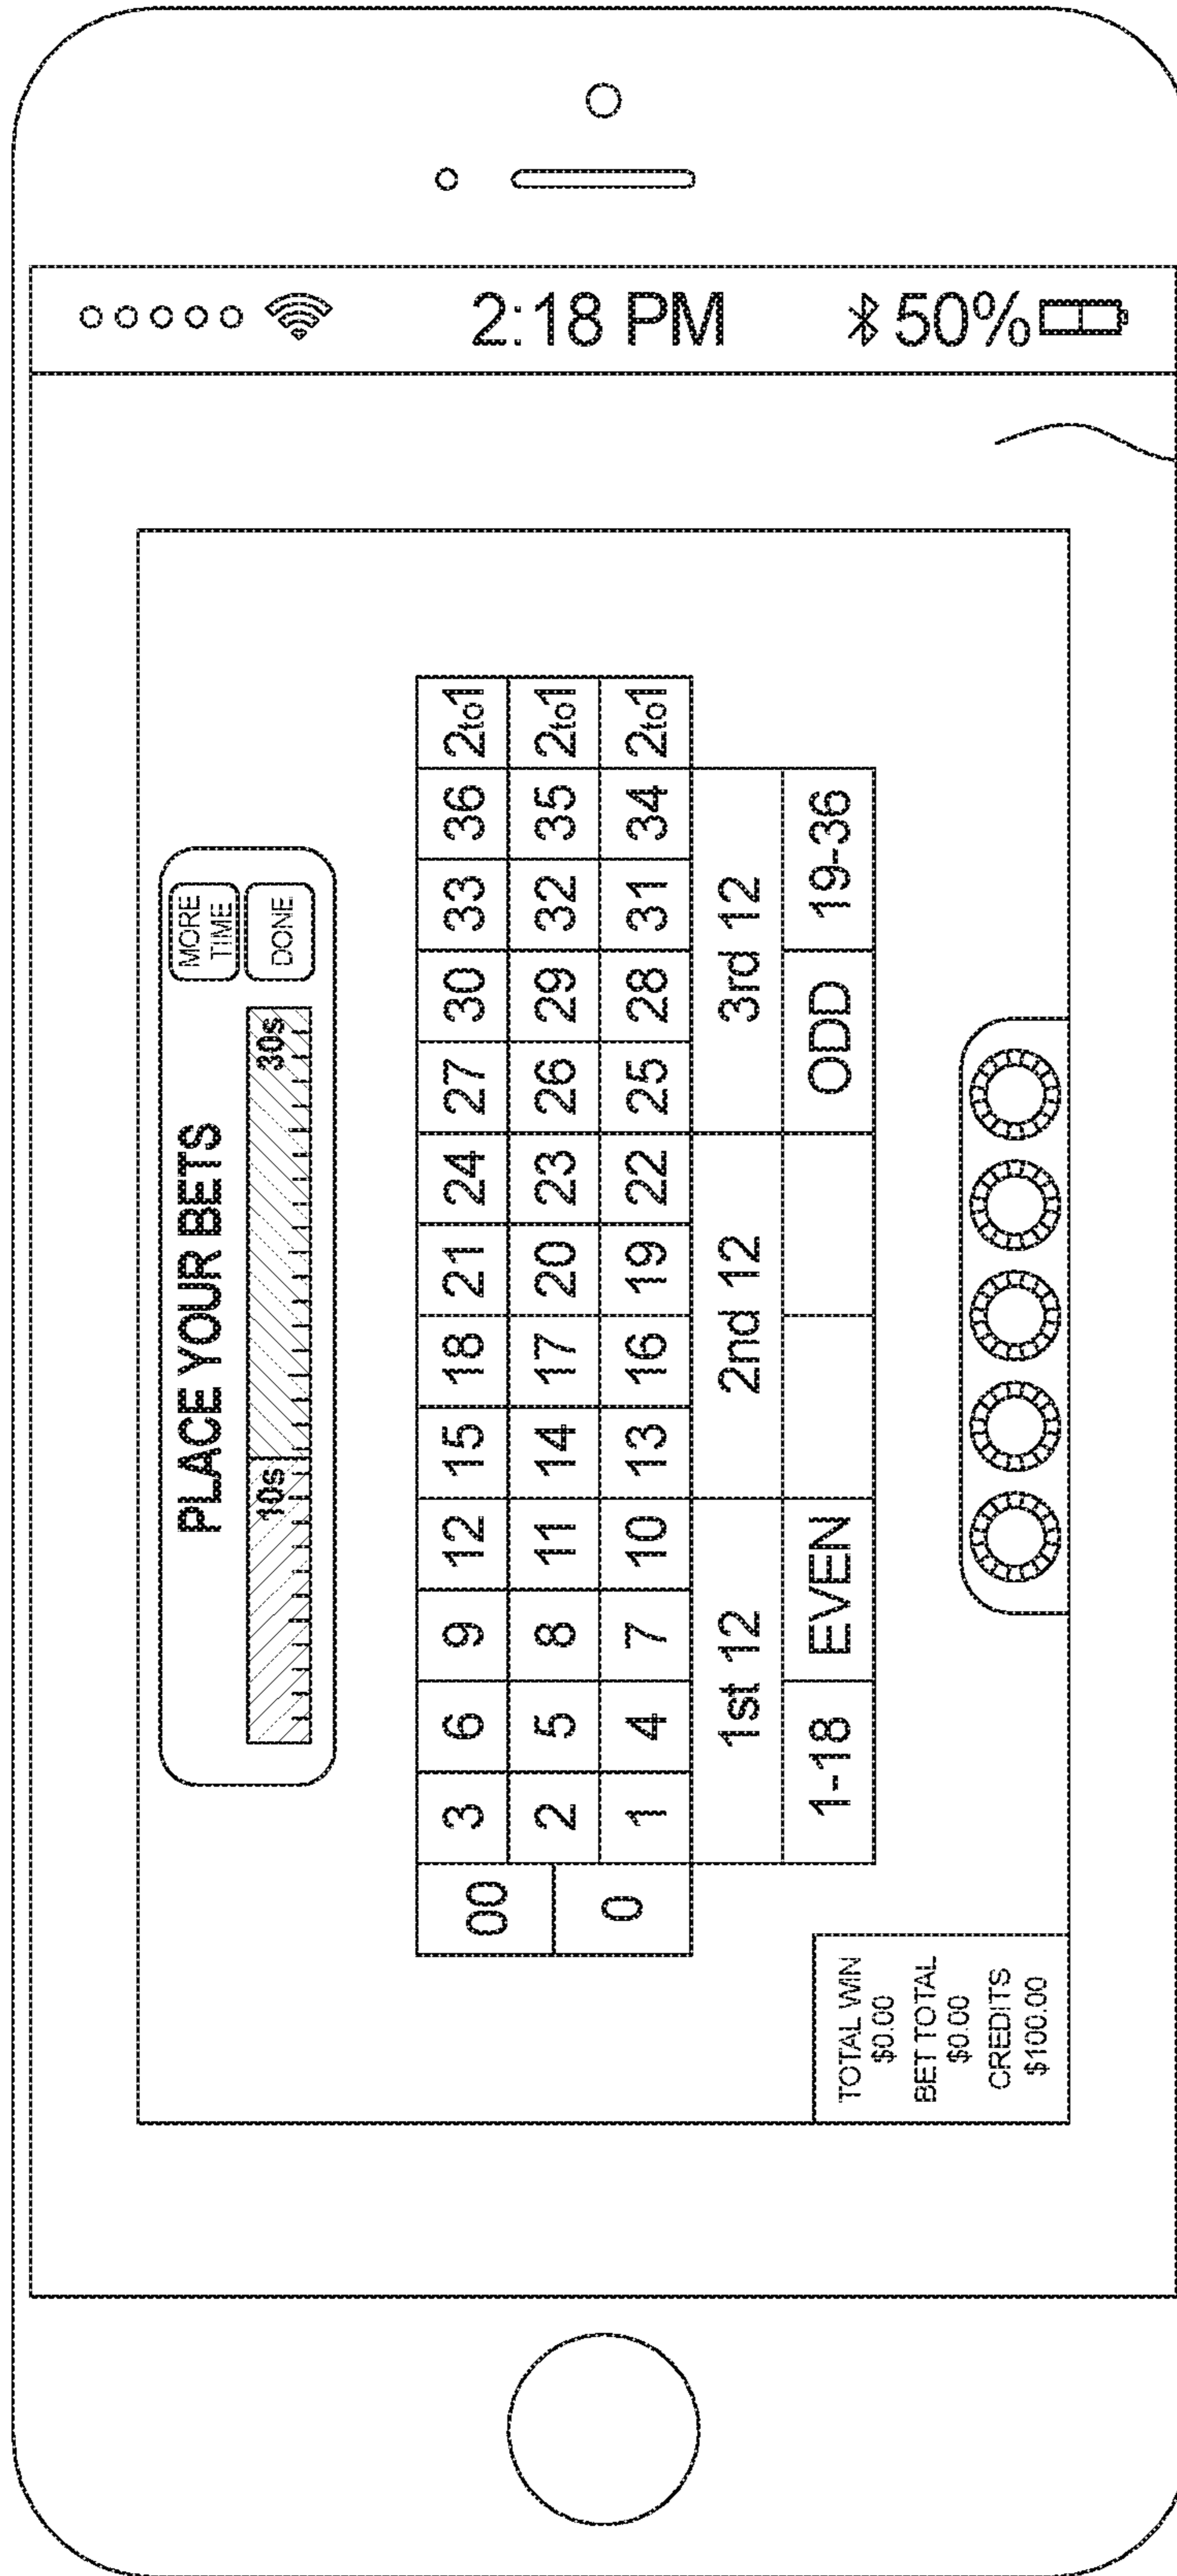 2:18 PM 50%
PLACE YOUR BETS
MORE
TIME
10s 30s
DONE
00 3 6 9 12 15 18 21 24 27 30 33 36 2to1
2 5 8 11 14 17 20 23 26 29 32 35 2to1
0 1 4 7 10 13 16 19 22 25 28 31 34 2to1
1st 12 2nd 12 3rd 12
1-18 EVEN ODD 19-36
TOTAL WIN
$0.00
BET TOTAL
$0.00
CREDITS
$100.00